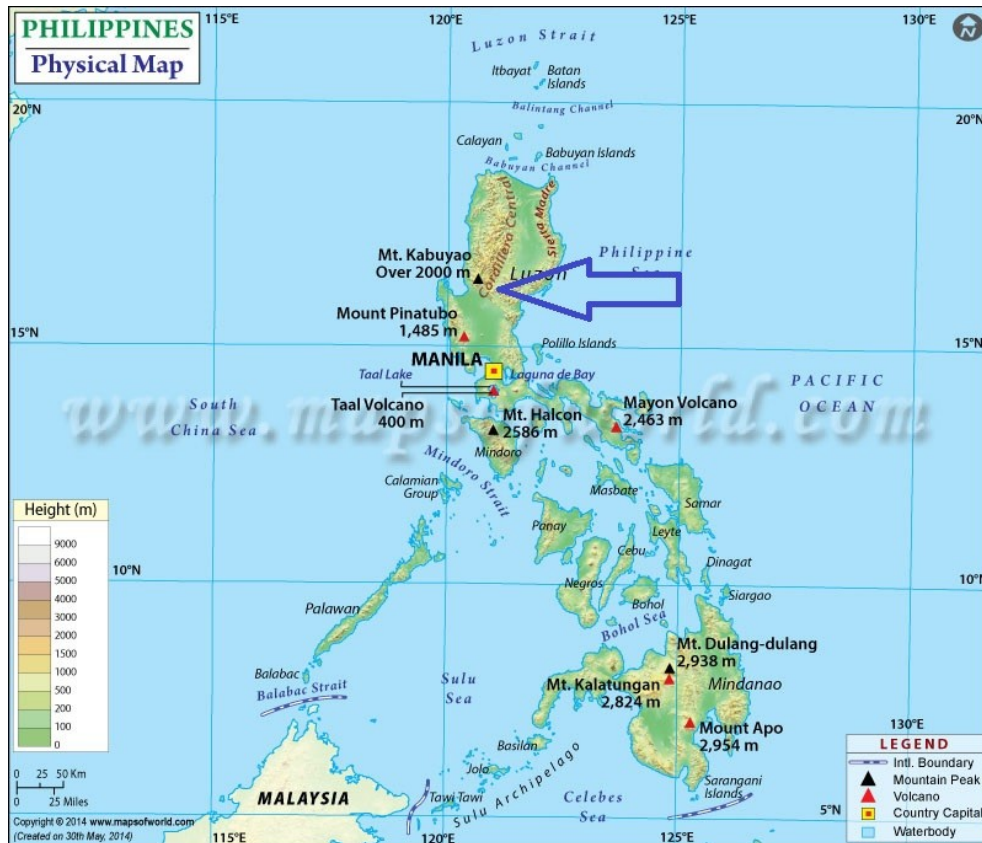 PHILIPPINES
Physical Map
115°E
120°E
125°E
130°E
N
Luzon Strait
Itbayat
Batan
Islands
20°N
20°N
Balintang Channel
Calayan
Babuyan Islands
Babuyan Channel
Cordillera Central
Sierra Madre
Mt. Kabuyao
Over 2000 m
Luzon
Philippine
Mount Pinatubo
1,485 m
15°N
15°N
Polillo Islands
MANILA
Taal Lake
Laguna de Bay
PACIFIC
OCEAN
Taal Volcano
400 m
Mt. Halcon
2586 m
Mayon Volcano
2,463 m
South
China Sea
Mindoro
Mindoro Strait
Calamian
Group
Masbate
Samar
Panay
Leyte
Cebu
Dinagat
Negros
Bohol
Siargao
10°N
10°N
Palawan
Bohol Sea
Mt. Dulang-dulang
2,938 m
Mt. Kalatungan
2,824 m
Mindanao
Balabac
Balabac Strait
Sulu
Sea
Mount Apo
2,954 m
Basilan
Jolo
Tawi Tawi
Sulu Archipelago
Celebes
Sea
Sarangani
Islands
MALAYSIA
130°E
5°N
115°E
120°E
125°E
Height (m)
9000
6000
5000
4000
3000
2000
1000
500
200
100
0
0 25 50 Km
0 25 Miles
LEGEND
Intl. Boundary
Mountain Peak
Volcano
Country Capital
Waterbody
Copyright © 2014 www.mapsofworld.com
(Created on 30th May, 2014)